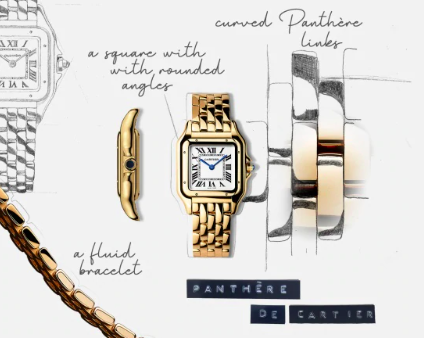 curved Panthère
links
a square with
with rounded
angles
a fluid
bracelet
PANTHÈRE
DE CARTIER